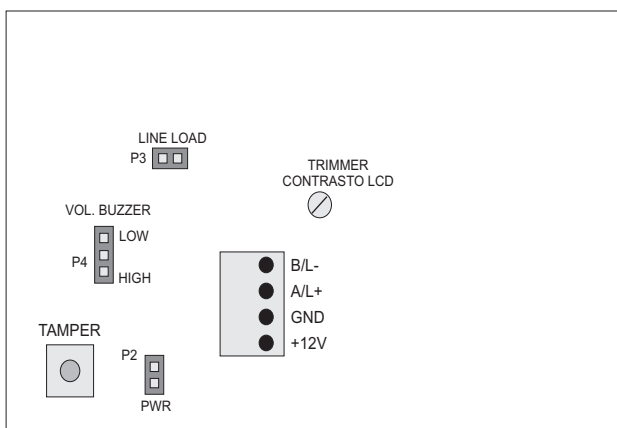 LINE LOAD
P3
TRIMMER
CONTRASTO LCD
VOL. BUZZER
LOW
P4
HIGH
B/L-
A/L+
GND
+12V
TAMPER
P2
PWR